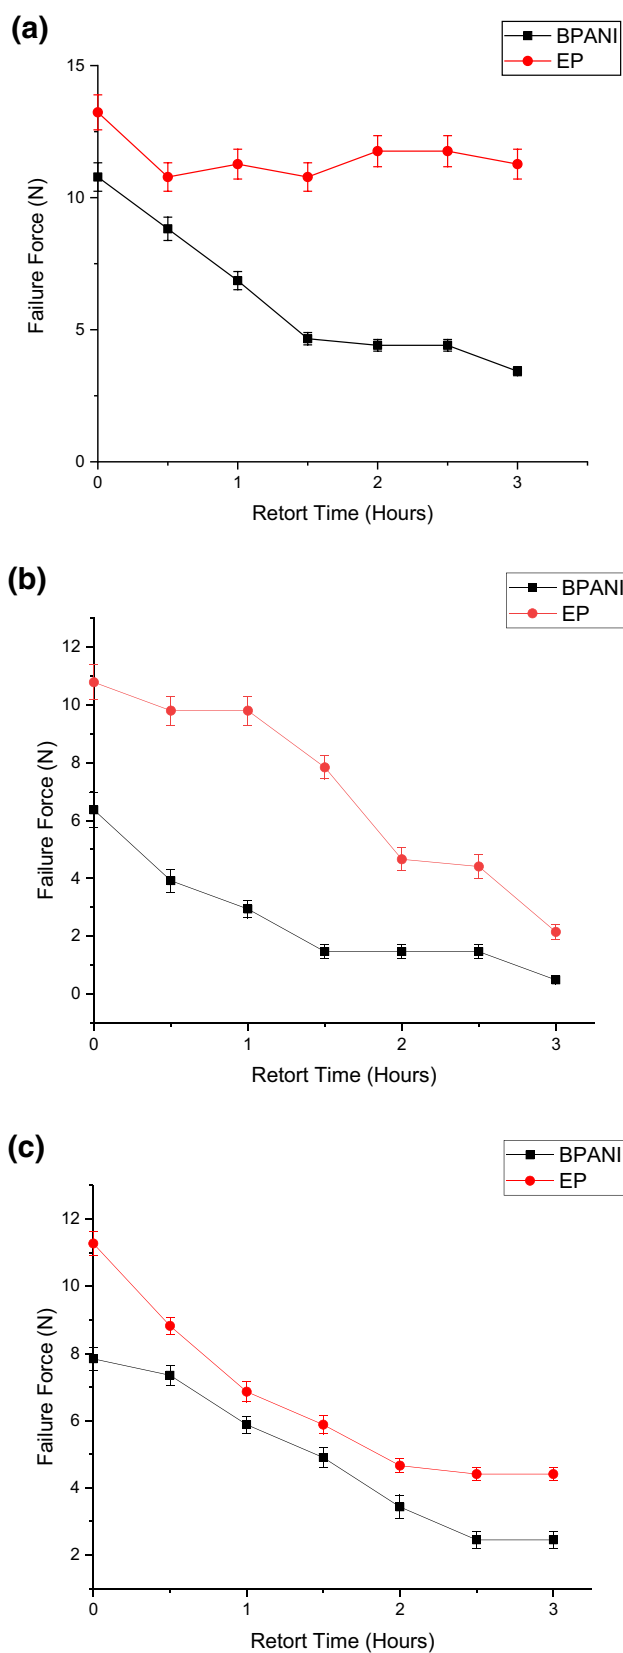 (a)
BPANI
EP
15
10
5
0
Failure Force (N)
0
1
2
3
Retort Time (Hours)
(b)
BPANI
EP
12
10
8
6
4
2
0
Failure Force (N)
0
1
2
3
Retort Time (Hours)
(c)
BPANI
EP
12
10
8
6
4
2
Failure Force (N)
0
1
2
3
Retort Time (Hours)